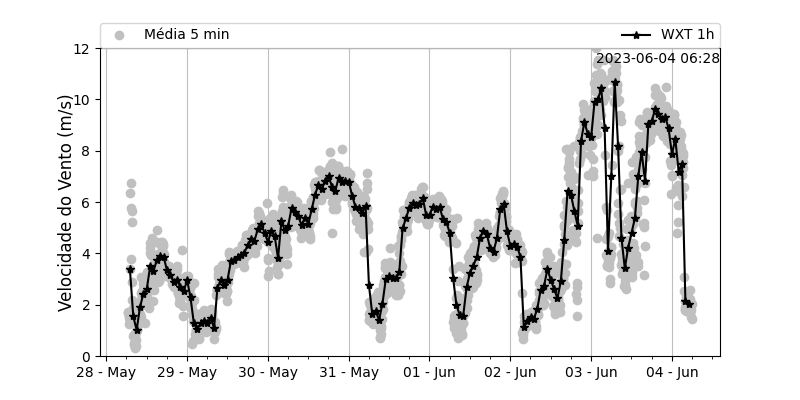 Média 5 min
WXT 1h
2023-06-04 06:28
Velocidade do Vento (m/s)
12
10
8
6
4
2
0
28 - May
29 - May
30 - May
31 - May
01 - Jun
02 - Jun
03 - Jun
04 - Jun